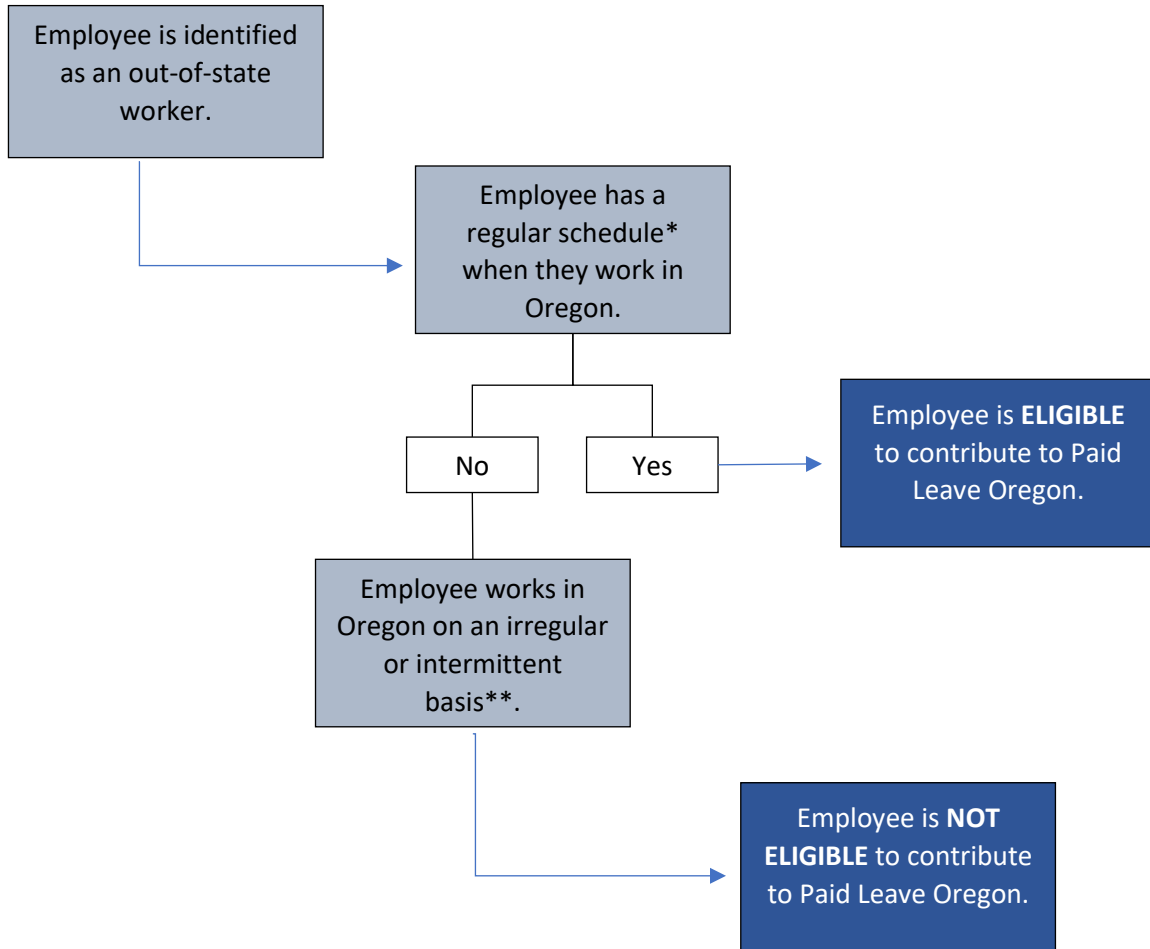 Employee is identified
as an out-of-state
worker.
Employee has a
regular schedule*
when they work in
Oregon.
No
Yes
Employee is ELIGIBLE
to contribute to Paid
Leave Oregon.
Employee works in
Oregon on an irregular
or intermittent
basis**.
Employee is NOT
ELIGIBLE to contribute
to Paid Leave Oregon.